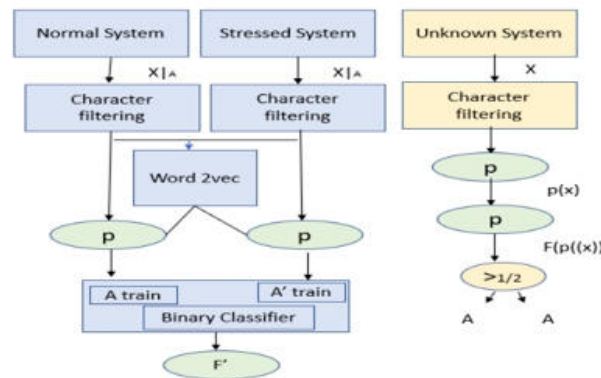 Normal System
Stressed System
Unknown System
X|A
X|A
X
Character
filtering
Character
filtering
Character
filtering
Word 2vec
p
p(x)
p
p
p
F(p((x))
A train
A' train
>1/2
Binary Classifier
A
A
F'